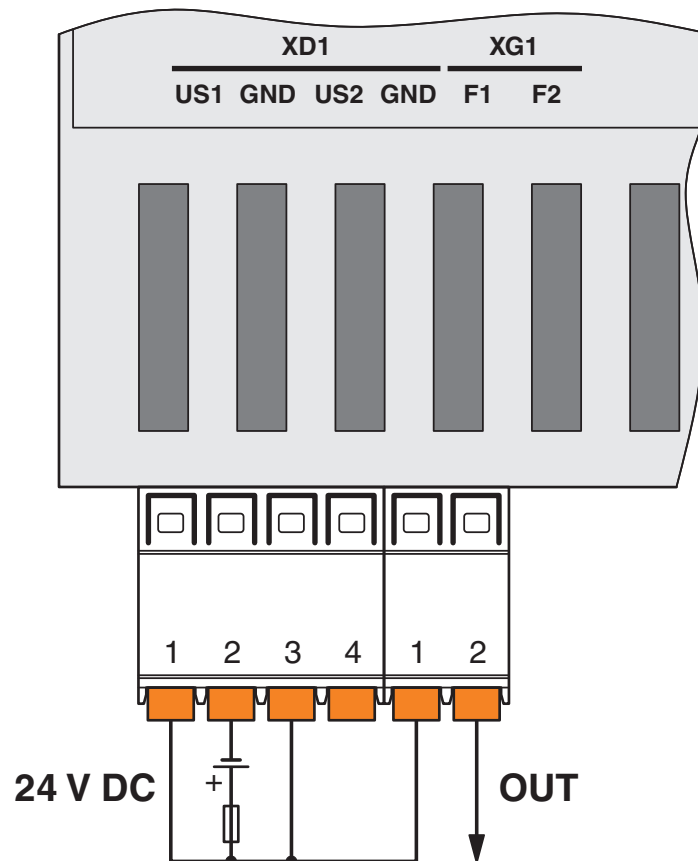 XD1 XG1
US1 GND US2 GND F1 F2
1 2 3 4 1 2
24 V DC + OUT